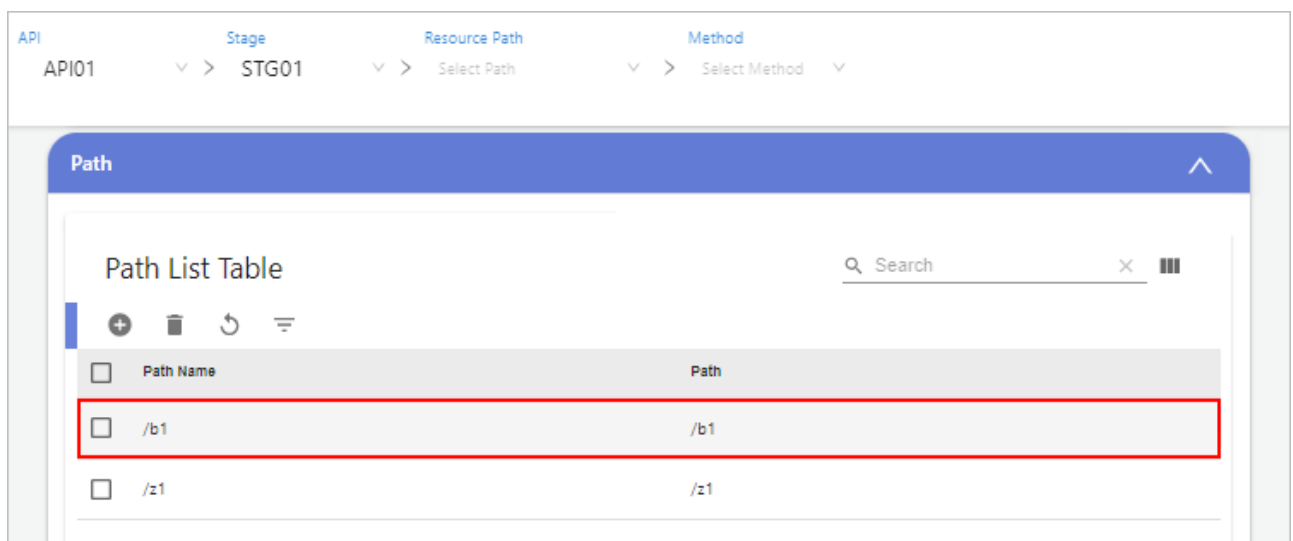 API Stage Resource Path Method
API01 > STG01 > Select Path > Select Method
Path
Path List Table Search
Path Name Path
/b1 /b1
/z1 /z1